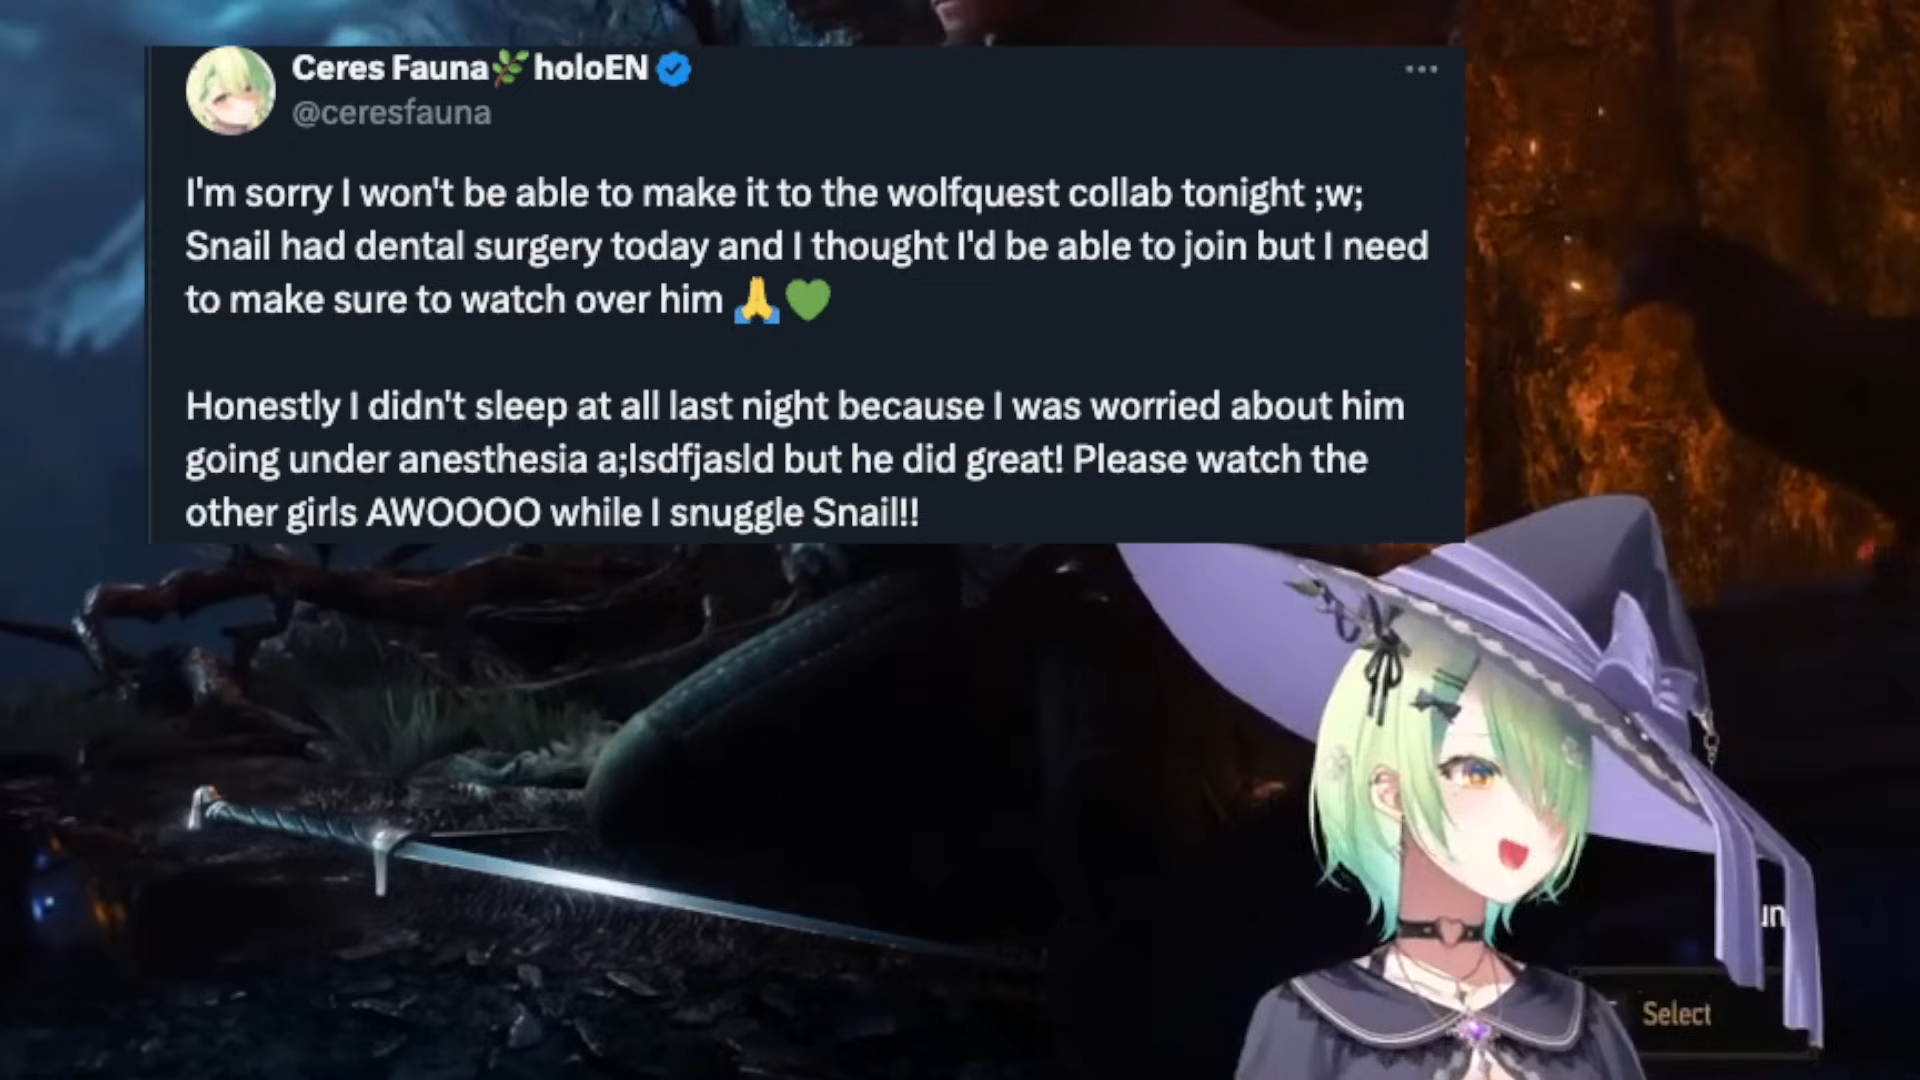 Ceres Fauna🌿holoEN
@ceresfauna
I'm sorry I won't be able to make it to the wolfquest collab tonight ;w;
Snail had dental surgery today and I thought I'd be able to join but I need
to make sure to watch over him 🙏💚
Honestly I didn't sleep at all last night because I was worried about him
going under anesthesia a;lsdfjasld but he did great! Please watch the
other girls AWOOOO while I snuggle Snail!!
Select